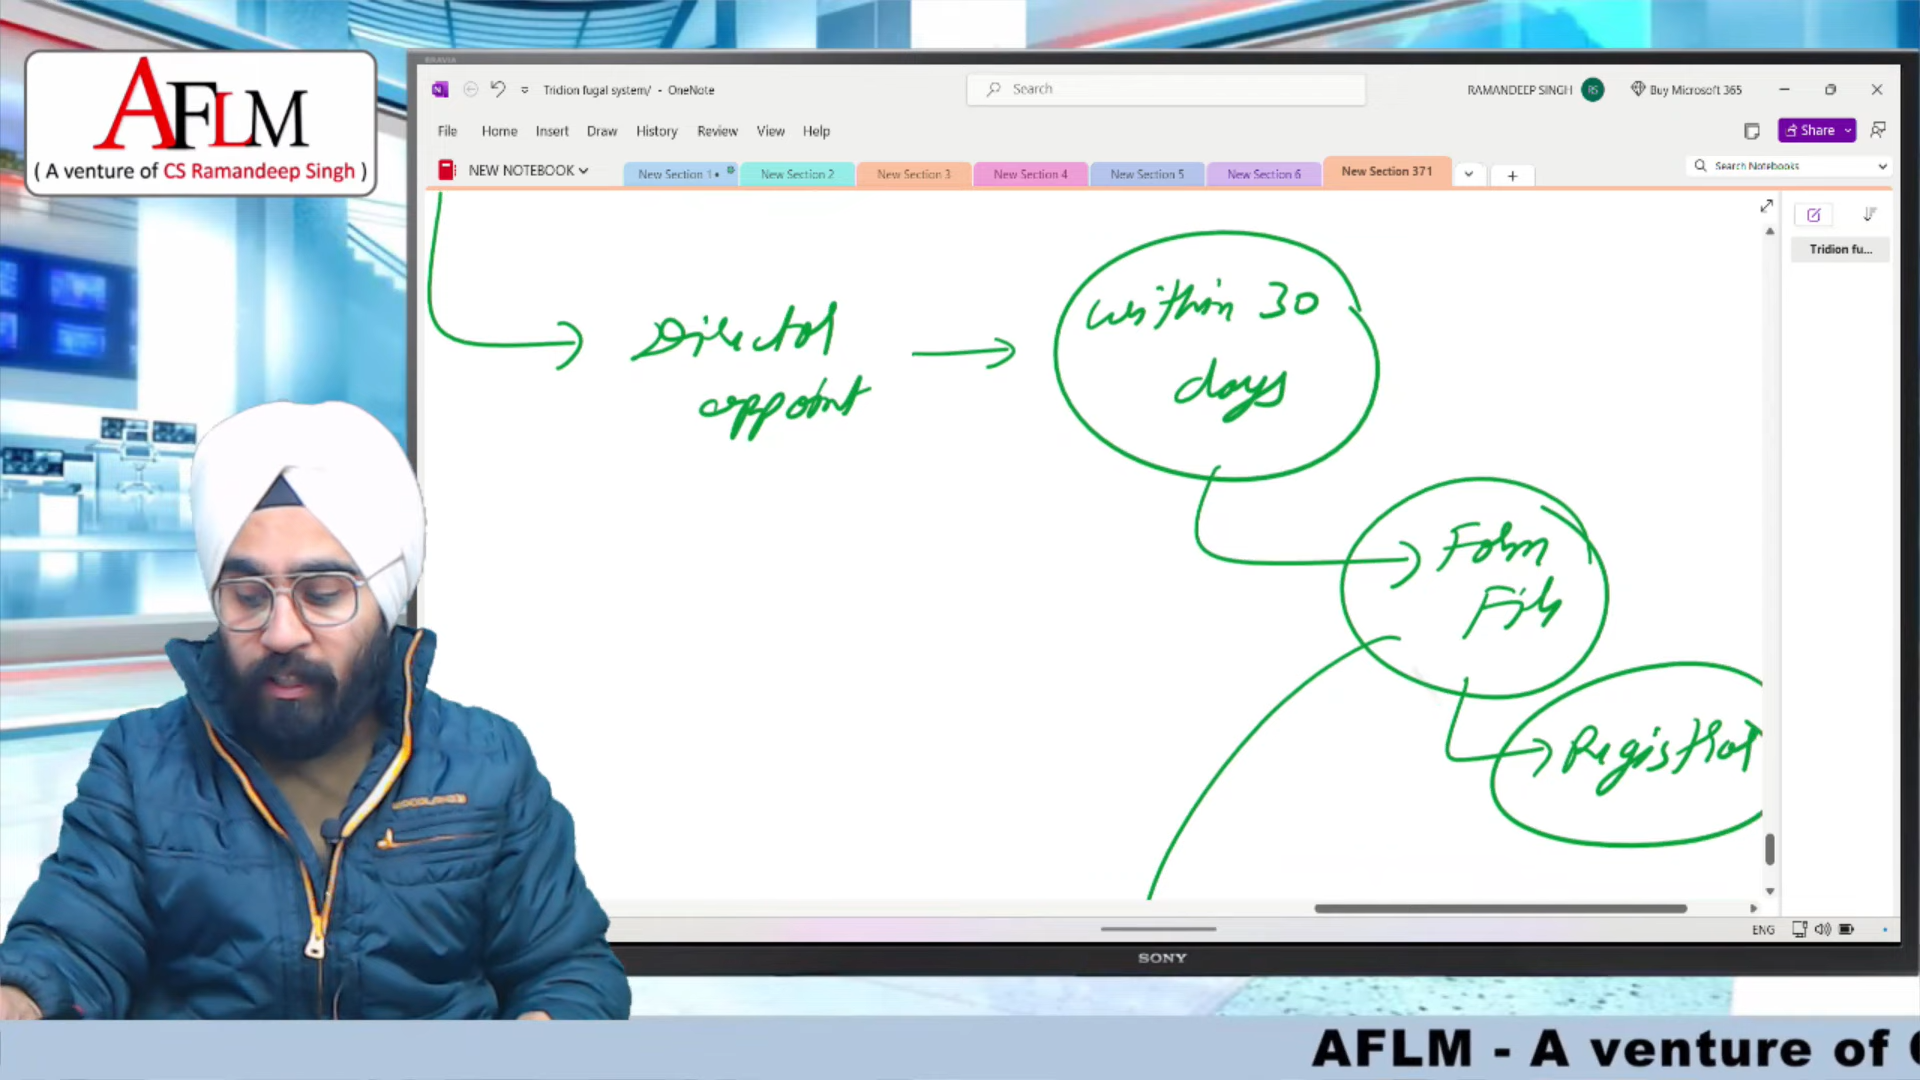 BRAVIA
AFLM
( A venture of CS Ramandeep Singh )
Tridion fugal system/ - OneNote
Search
RAMANDEEP SINGH
RS
Buy Microsoft 365
File
Home
Insert
Draw
History
Review
View
Help
Share
NEW NOTEBOOK
New Section 1
New Section 2
New Section 3
New Section 4
New Section 5
New Section 6
New Section 371
Search Notebooks
Tridion fu...
Director
appoint
within 30
days
Form
File
Registrar
ENG
SONY
AFLM - A venture of